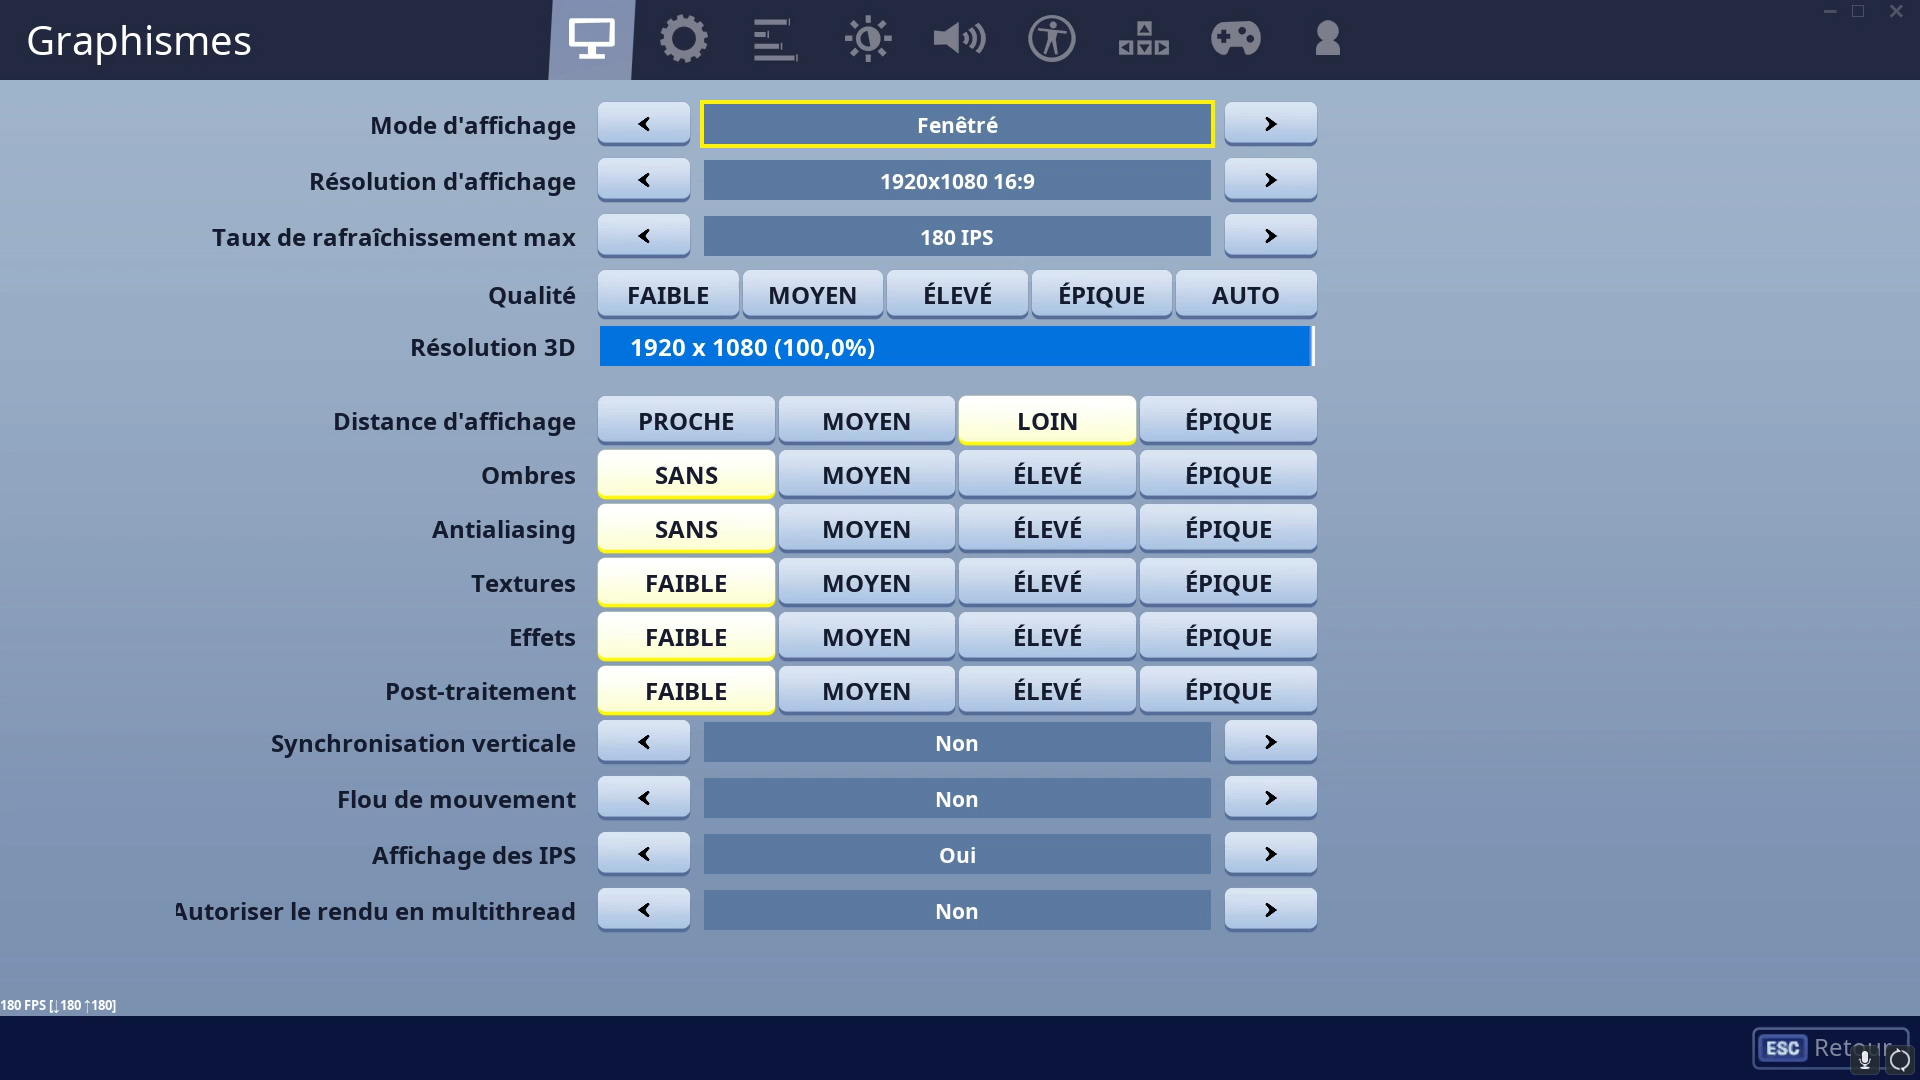 Graphismes
Mode d'affichage Fenêtré
Résolution d'affichage 1920x1080 16:9
Taux de rafraîchissement max 180 IPS
Qualité FAIBLE MOYEN ÉLEVÉ ÉPIQUE AUTO
Résolution 3D 1920 x 1080 (100,0%)
Distance d'affichage PROCHE MOYEN LOIN ÉPIQUE
Ombres SANS MOYEN ÉLEVÉ ÉPIQUE
Antialiasing SANS MOYEN ÉLEVÉ ÉPIQUE
Textures FAIBLE MOYEN ÉLEVÉ ÉPIQUE
Effets FAIBLE MOYEN ÉLEVÉ ÉPIQUE
Post-traitement FAIBLE MOYEN ÉLEVÉ ÉPIQUE
Synchronisation verticale Non
Flou de mouvement Non
Affichage des IPS Oui
Autoriser le rendu en multithread Non
180 FPS [↓180 ↑180]
ESC Retour